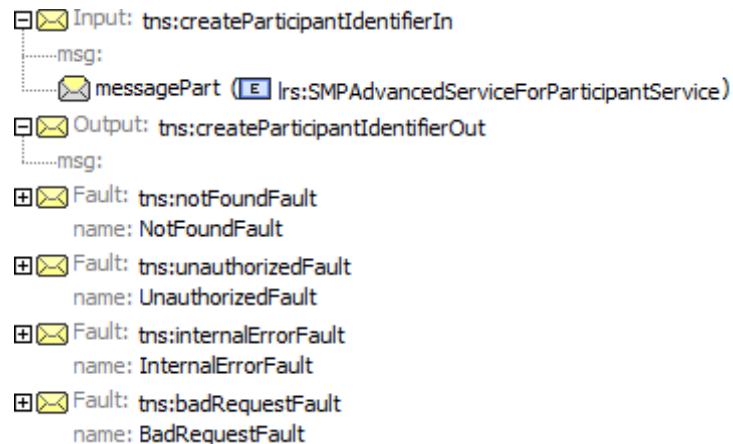 Input: tns:createParticipantIdentifierIn
msg:
messagePart (E lrs:SMPAdvancedServiceForParticipantService)
Output: tns:createParticipantIdentifierOut
msg:
Fault: tns:notFoundFault
name: NotFoundFault
Fault: tns:unauthorizedFault
name: UnauthorizedFault
Fault: tns:internalErrorFault
name: InternalErrorFault
Fault: tns:badRequestFault
name: BadRequestFault